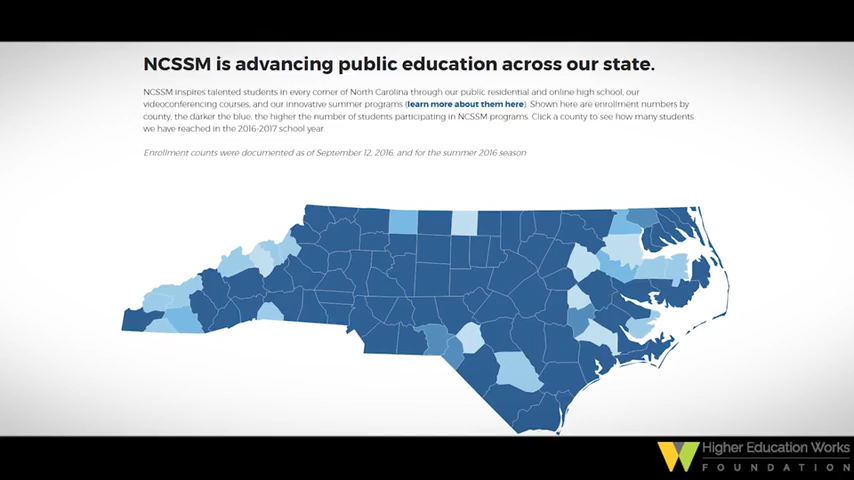 NCSSM is advancing public education across our state.
NCSSM inspires talented students in every corner of North Carolina through our public residential and online high school, our
videoconferencing courses, and our innovative summer programs (learn more about them here). Shown here are enrollment numbers by
county, the darker the blue, the higher the number of students participating in NCSSM programs. Click a county to see how many students
we have reached in the 2016-2017 school year.
Enrollment counts were documented as of September 12, 2016, and for the summer 2016 season
Higher Education Works
FOUNDATION